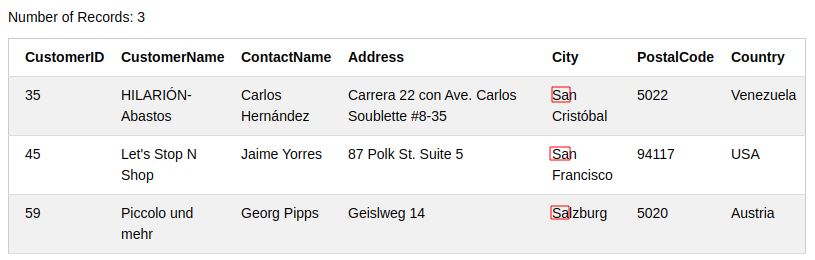 Number of Records: 3
CustomerID CustomerName ContactName Address City PostalCode Country
35 HILARIÓN- Carlos Carrera 22 con Ave. Carlos San 5022 Venezuela
Abastos Hernández Soublette #8-35 Cristóbal
45 Let's Stop N Jaime Yorres 87 Polk St. Suite 5 San 94117 USA
Shop Francisco
59 Piccolo und Georg Pipps Geislweg 14 Salzburg 5020 Austria
mehr